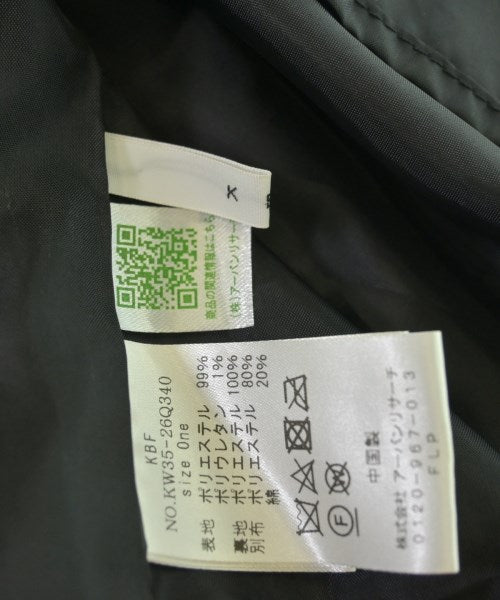 メ
商品の関連情報はこちら
(株)アーバンリサーチ
KBF
NO.KW35-26Q340
size One
表地 ポリエステル 99%
ポリウレタン 1%
裏地 ポリエステル 100%
別布 ポリエステル 80%
綿 20%
F
中国製
株式会社 アーバンリサーチ
0120-967-013
FLP